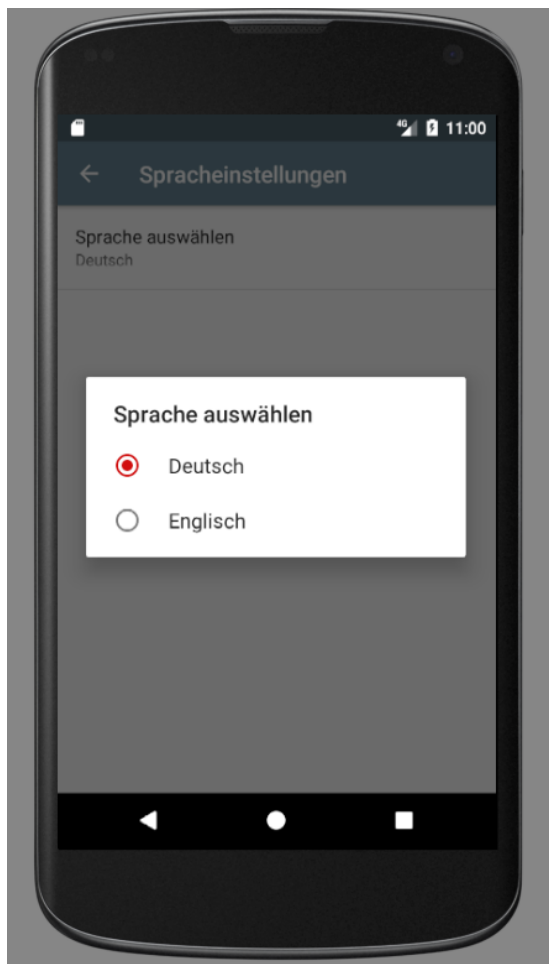 4G 11:00
Spracheinstellungen
Sprache auswählen
Deutsch
Sprache auswählen
Deutsch
Englisch